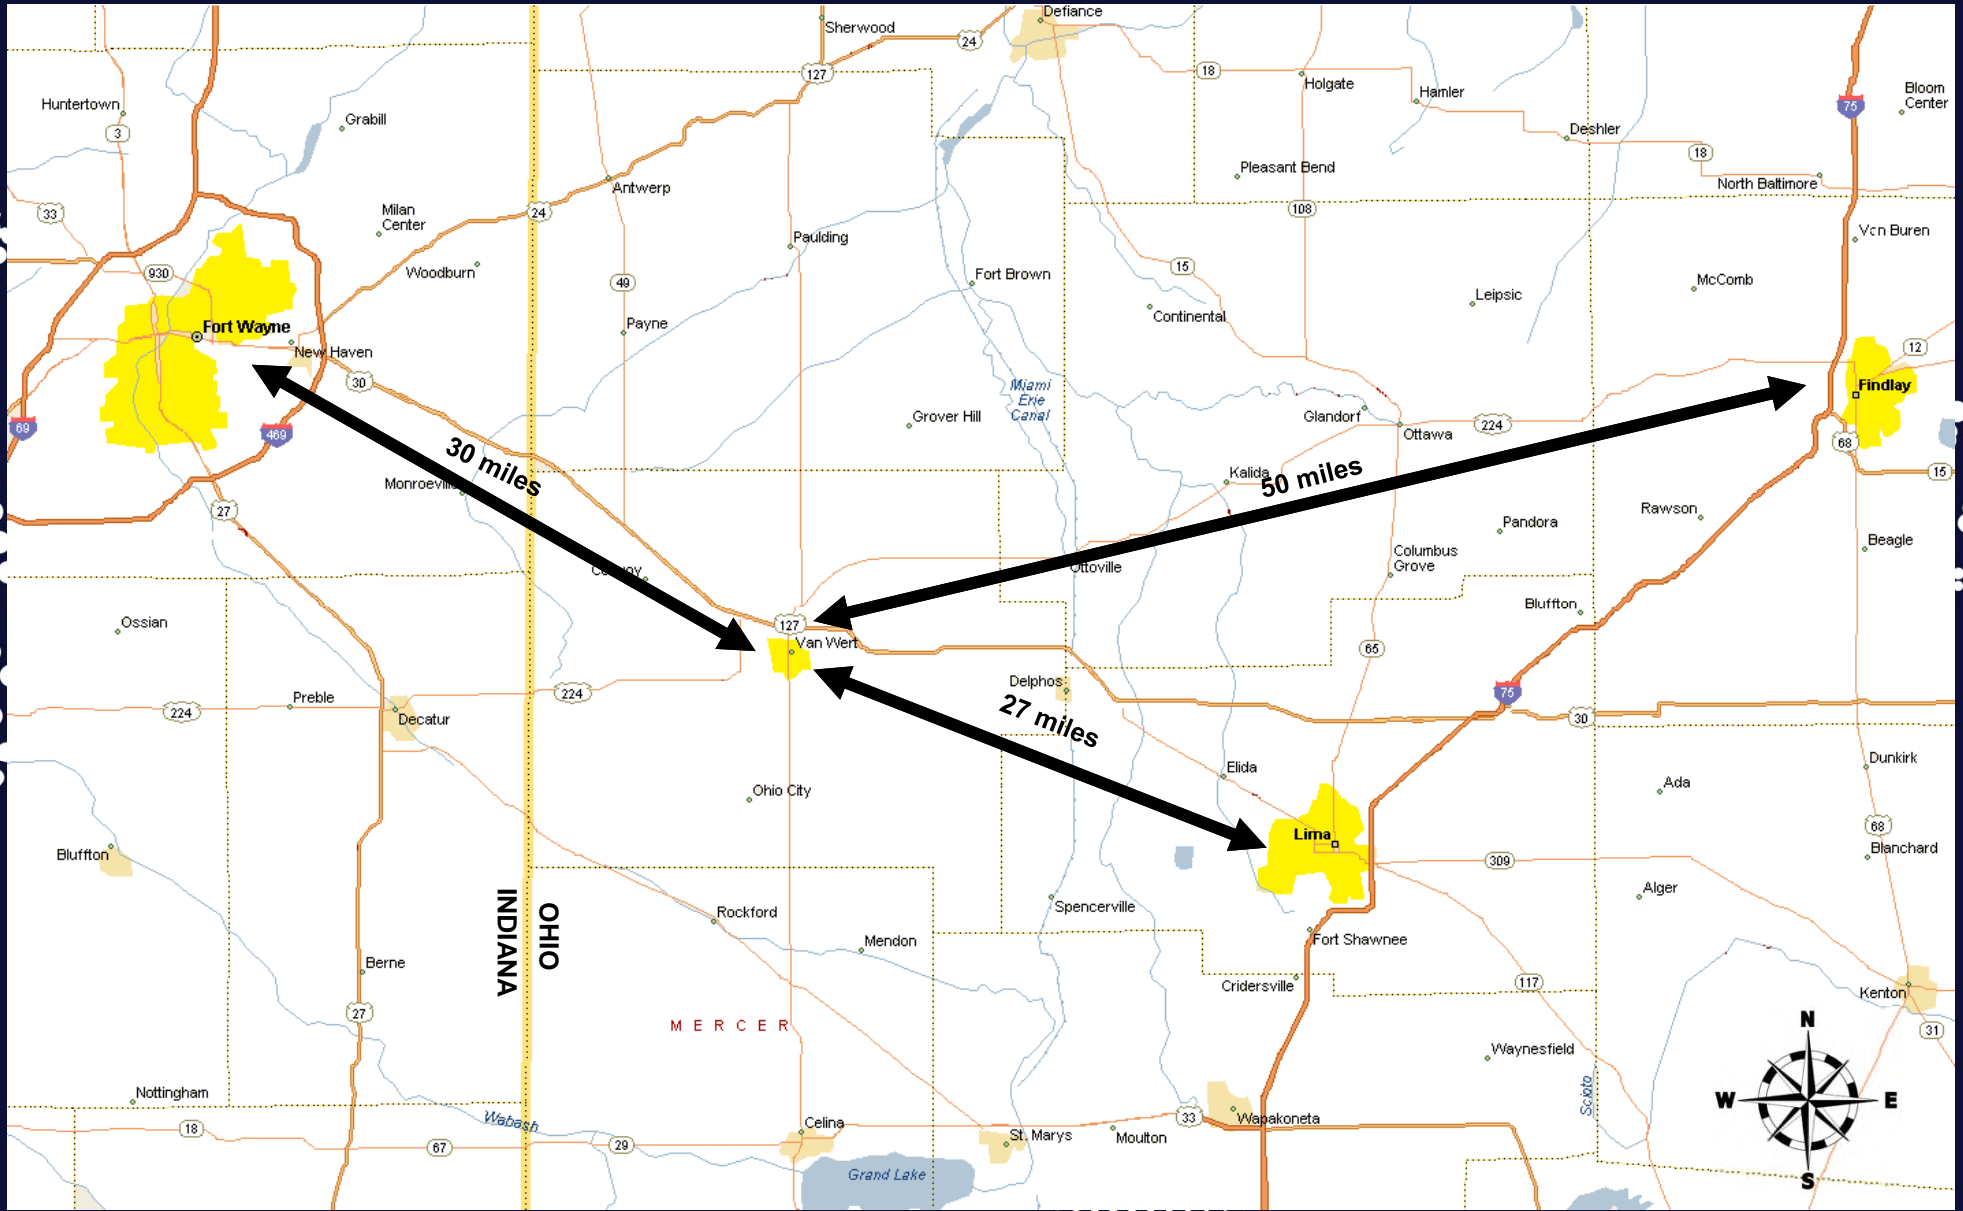 Defiance
Sherwood
24
127
18
Holgate
Hamler
75
Bloom
Center
Huntertown
3
Grabill
Deshler
18
Pleasant Bend
North Baltimore
Antwerp
33
Milan
Center
24
108
Van Buren
Paulding
Woodburn
930
49
Fort Brown
15
McComb
Leipsic
Continental
Payne
Fort Wayne
New Haven
30
12
Findlay
Miami
Erie
Canal
Grover Hill
Glandorf
Ottawa
224
69
469
68
30 miles
50 miles
Kalida
15
Monroeville
27
Rawson
Pandora
Beagle
Columbus
Grove
Convoy
Ottoville
Bluffton
Ossian
127
Van Wert
65
Delphos
224
75
27 miles
Preble
224
Decatur
30
Dunkirk
Elida
Ada
Ohio City
68
Lima
Bluffton
309
Blanchard
Alger
INDIANA
OHIO
Spencerville
Rockford
Mendon
Fort Shawnee
Berne
Cridersville
117
Kenton
27
MERCER
31
N
Waynesfield
Scioto
W
E
Nottingham
Wabash
18
67
29
Celina
St. Marys
Moulton
33
Wapakoneta
Grand Lake
S